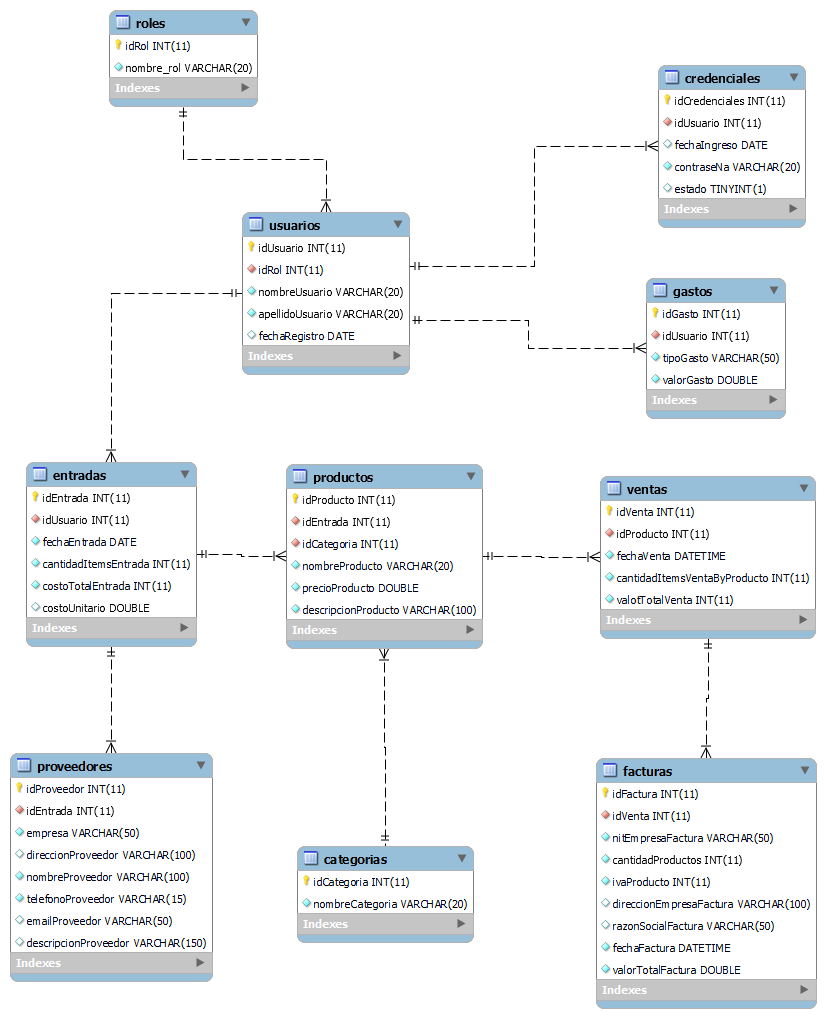 roles
idRol INT(11)
nombre_rol VARCHAR(20)
Indexes
credenciales
idCredenciales INT(11)
idUsuario INT(11)
fechaIngreso DATE
contraseNa VARCHAR(20)
estado TINYINT(1)
Indexes
usuarios
idUsuario INT(11)
idRol INT(11)
nombreUsuario VARCHAR(20)
apellidoUsuario VARCHAR(20)
fechaRegistro DATE
Indexes
gastos
idGasto INT(11)
idUsuario INT(11)
tipoGasto VARCHAR(50)
valorGasto DOUBLE
Indexes
entradas
idEntrada INT(11)
idUsuario INT(11)
fechaEntrada DATE
cantidadItemsEntrada INT(11)
costoTotalEntrada INT(11)
costoUnitario DOUBLE
Indexes
productos
idProducto INT(11)
idEntrada INT(11)
idCategoria INT(11)
nombreProducto VARCHAR(20)
precioProducto DOUBLE
descripcionProducto VARCHAR(100)
Indexes
ventas
idVenta INT(11)
idProducto INT(11)
fechaVenta DATETIME
cantidadItemsVentaByProducto INT(11)
valotTotalVenta INT(11)
Indexes
proveedores
idProveedor INT(11)
idEntrada INT(11)
empresa VARCHAR(50)
direccionProveedor VARCHAR(100)
nombreProveedor VARCHAR(100)
telefonoProveedor VARCHAR(15)
emailProveedor VARCHAR(50)
descripcionProveedor VARCHAR(150)
Indexes
categorias
idCategoria INT(11)
nombreCategoria VARCHAR(20)
Indexes
facturas
idFactura INT(11)
idVenta INT(11)
nitEmpresaFactura VARCHAR(50)
cantidadProductos INT(11)
ivaProducto INT(11)
direccionEmpresaFactura VARCHAR(100)
razonSocialFactura VARCHAR(50)
fechaFactura DATETIME
valorTotalFactura DOUBLE
Indexes